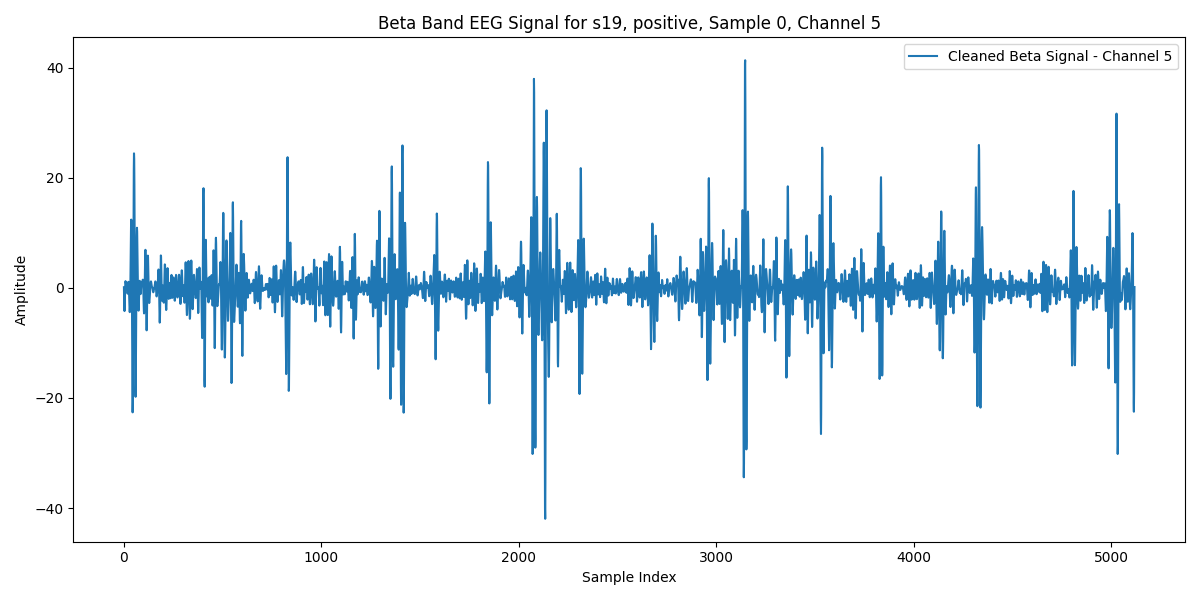 Beta Band EEG Signal for s19, positive, Sample 0, Channel 5
Cleaned Beta Signal - Channel 5
Amplitude
40
20
0
−20
−40
0 1000 2000 3000 4000 5000
Sample Index